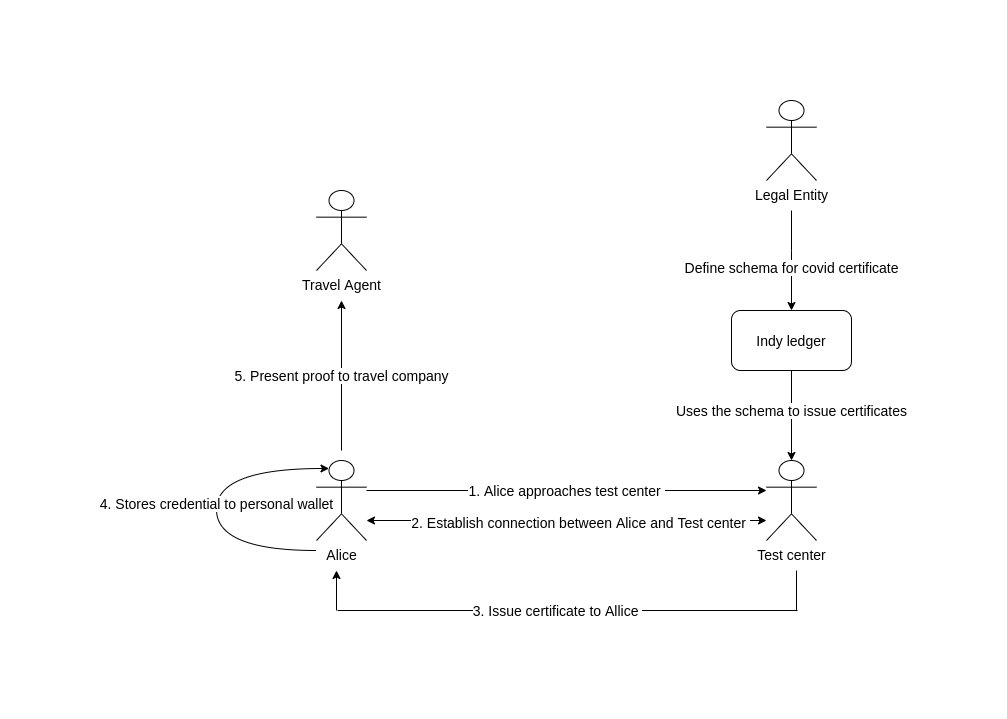 Legal Entity
Define schema for covid certificate
Travel Agent
Indy ledger
5. Present proof to travel company
Uses the schema to issue certificates
1. Alice approaches test center
4. Stores credential to personal wallet
2. Establish connection between Alice and Test center
Alice
Test center
3. Issue certificate to Allice